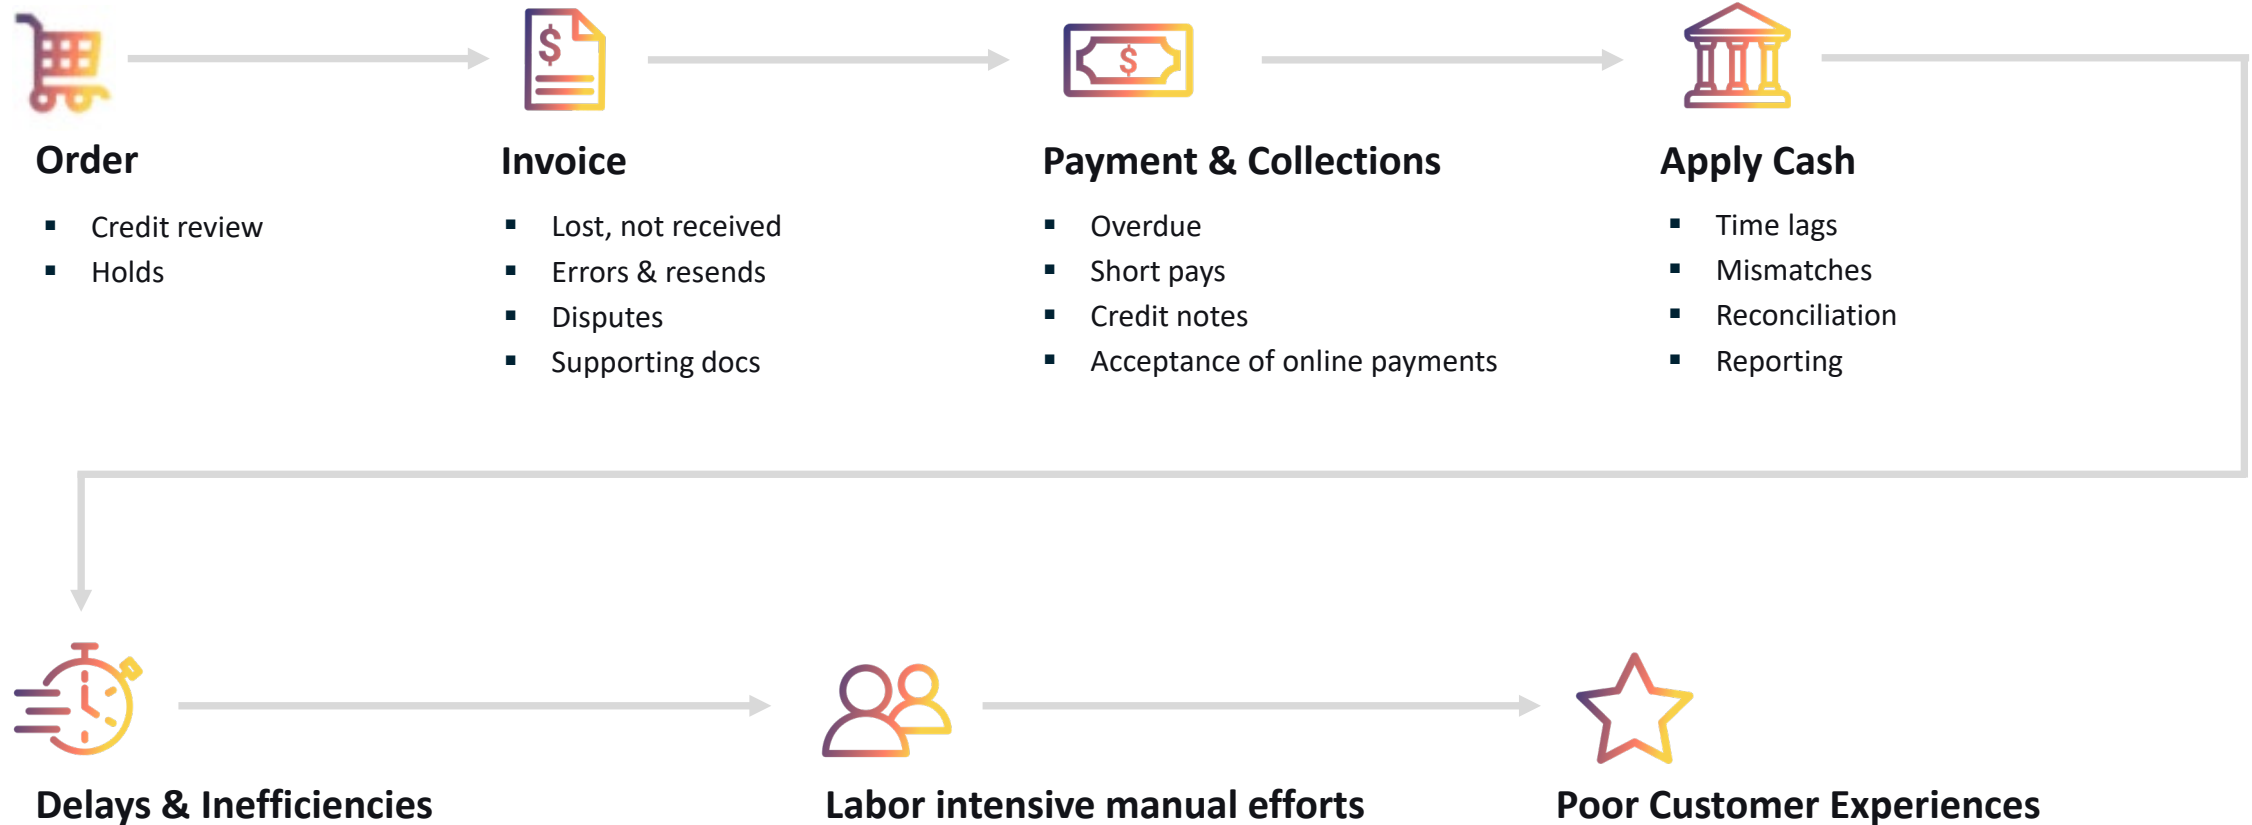 $
$
Order
Credit review
Holds
Invoice
Lost, not received
Errors & resends
Disputes
Supporting docs
Payment & Collections
Overdue
Short pays
Credit notes
Acceptance of online payments
Apply Cash
Time lags
Mismatches
Reconciliation
Reporting
Delays & Inefficiencies
Labor intensive manual efforts
Poor Customer Experiences